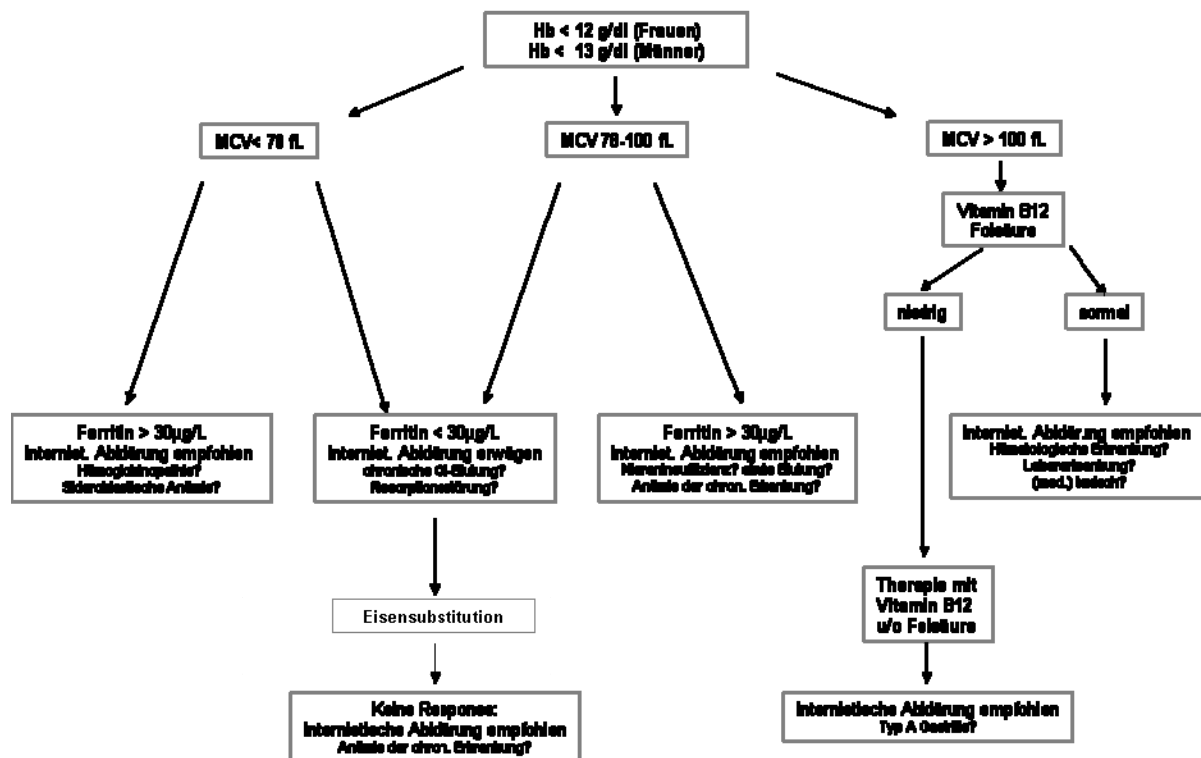 Hb < 12 g/dl (Frauen)
Hb < 13 g/dl (Männer)
MCV< 78 fL
MCV 78-100 fL
MCV > 100 fL
Vitamin B12
Folsäure
niedrig
normal
Ferritin > 30µg/L
Internist. Abklärung empfohlen
Hämoglobinopathie?
Sideroblastische Anämie?
Ferritin < 30µg/L
Internist. Abklärung erwägen
chronische GI-Blutung?
Resorptionsstörung?
Ferritin > 30µg/L
Internist. Abklärung empfohlen
Niereninsuffizienz? akute Blutung?
Anämie der chron. Erkrankung?
Internist. Abklärung empfohlen
Hämatologische Erkrankung?
Lebererkrankung?
(med.) toxisch?
Eisensubstitution
Therapie mit
Vitamin B12
u/o Folsäure
Keine Response:
Internistische Abklärung empfohlen
Anämie der chron. Erkrankung?
Internistische Abklärung empfohlen
Typ A Gastritis?